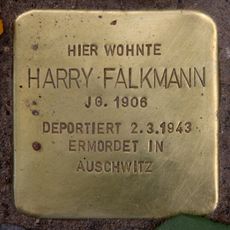 HIER WOHNTE
HARRY FALKMANN
JG. 1906
DEPORTIERT 2.3.1943
ERMORDET IN
AUSCHWITZ